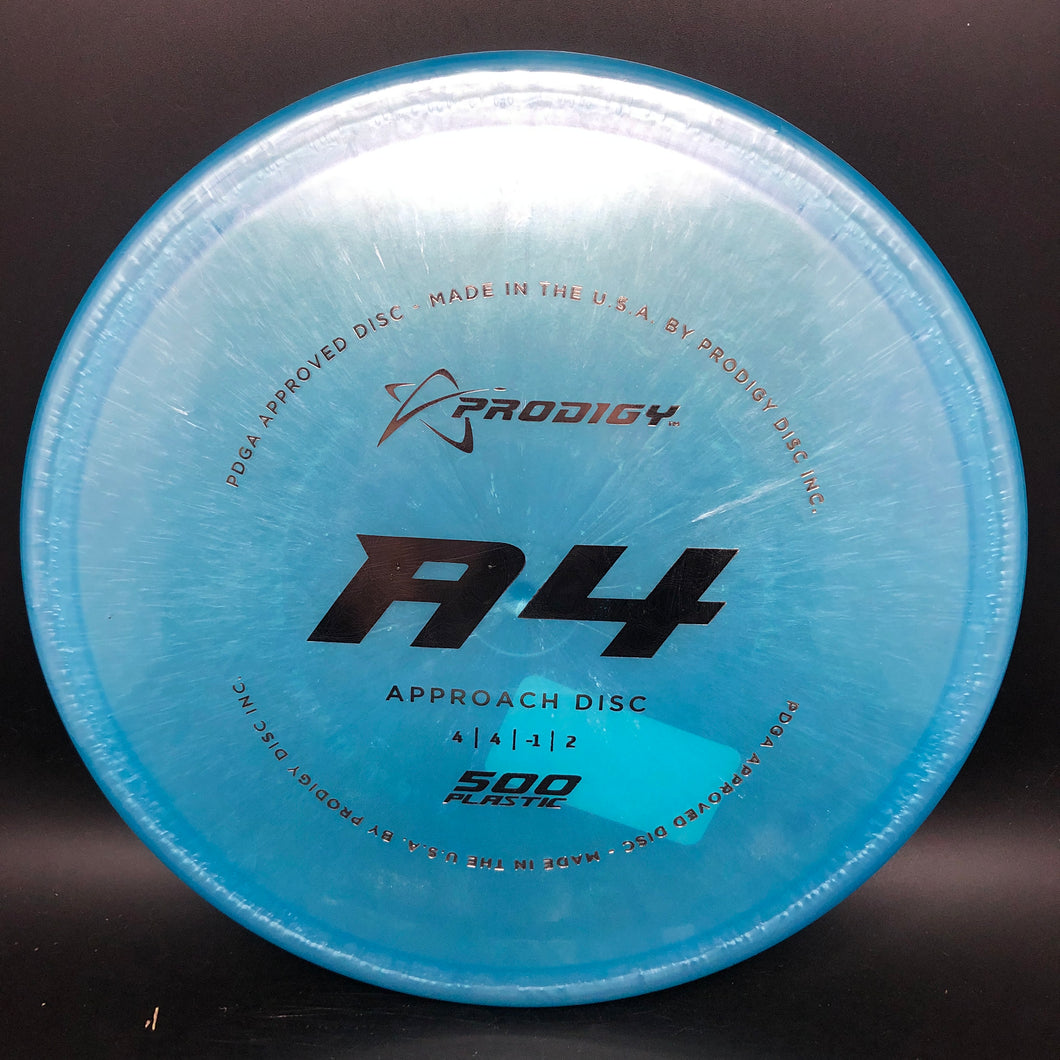 PDGA APPROVED DISC - MADE IN THE U.S.A. BY PRODIGY DISC INC.
PRODIGY
A4
APPROACH DISC
4 | 4 | -1 | 2
500
PLASTIC
PDGA APPROVED DISC - MADE IN THE U.S.A. BY PRODIGY DISC INC.